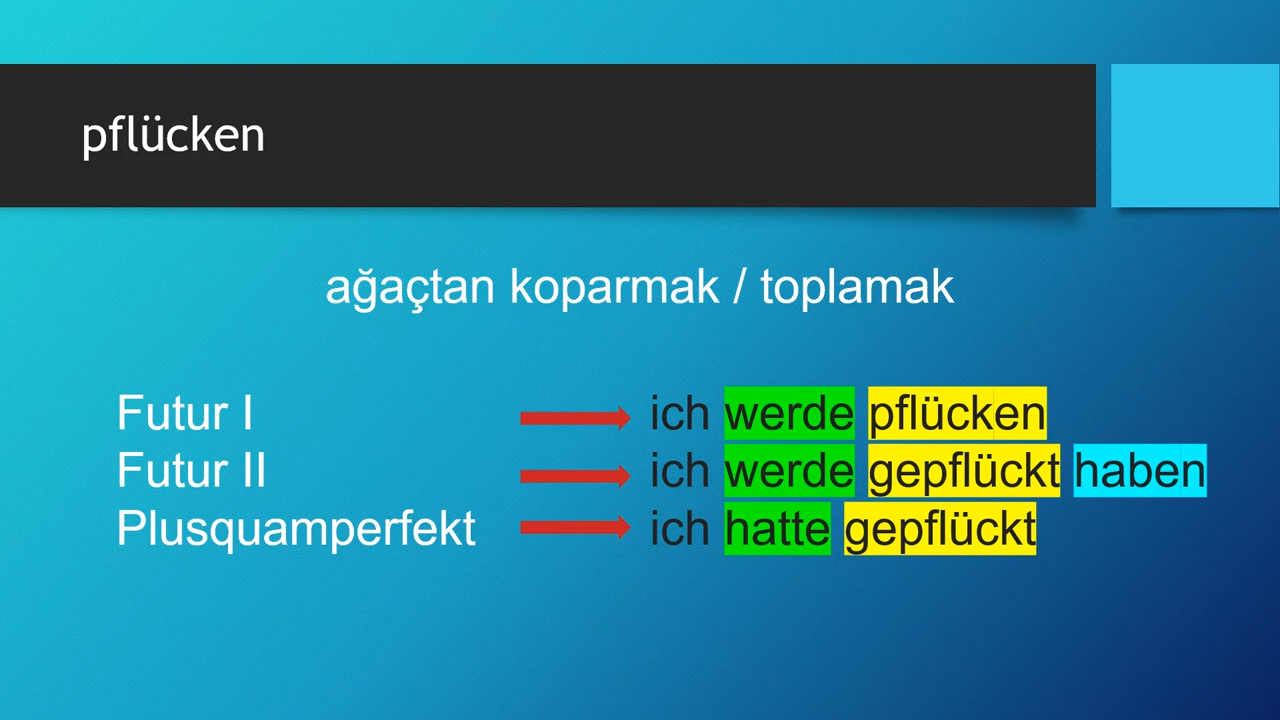 pflücken
ağaçtan koparmak / toplamak
Futur I ich werde pflücken
Futur II ich werde gepflückt haben
Plusquamperfekt ich hatte gepflückt